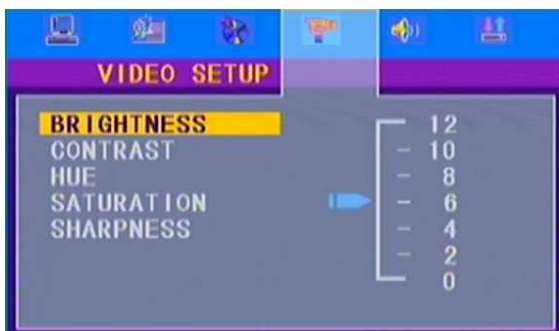 VIDEO SETUP
BRIGHTNESS
CONTRAST
HUE
SATURATION
SHARPNESS
12
10
8
6
4
2
0